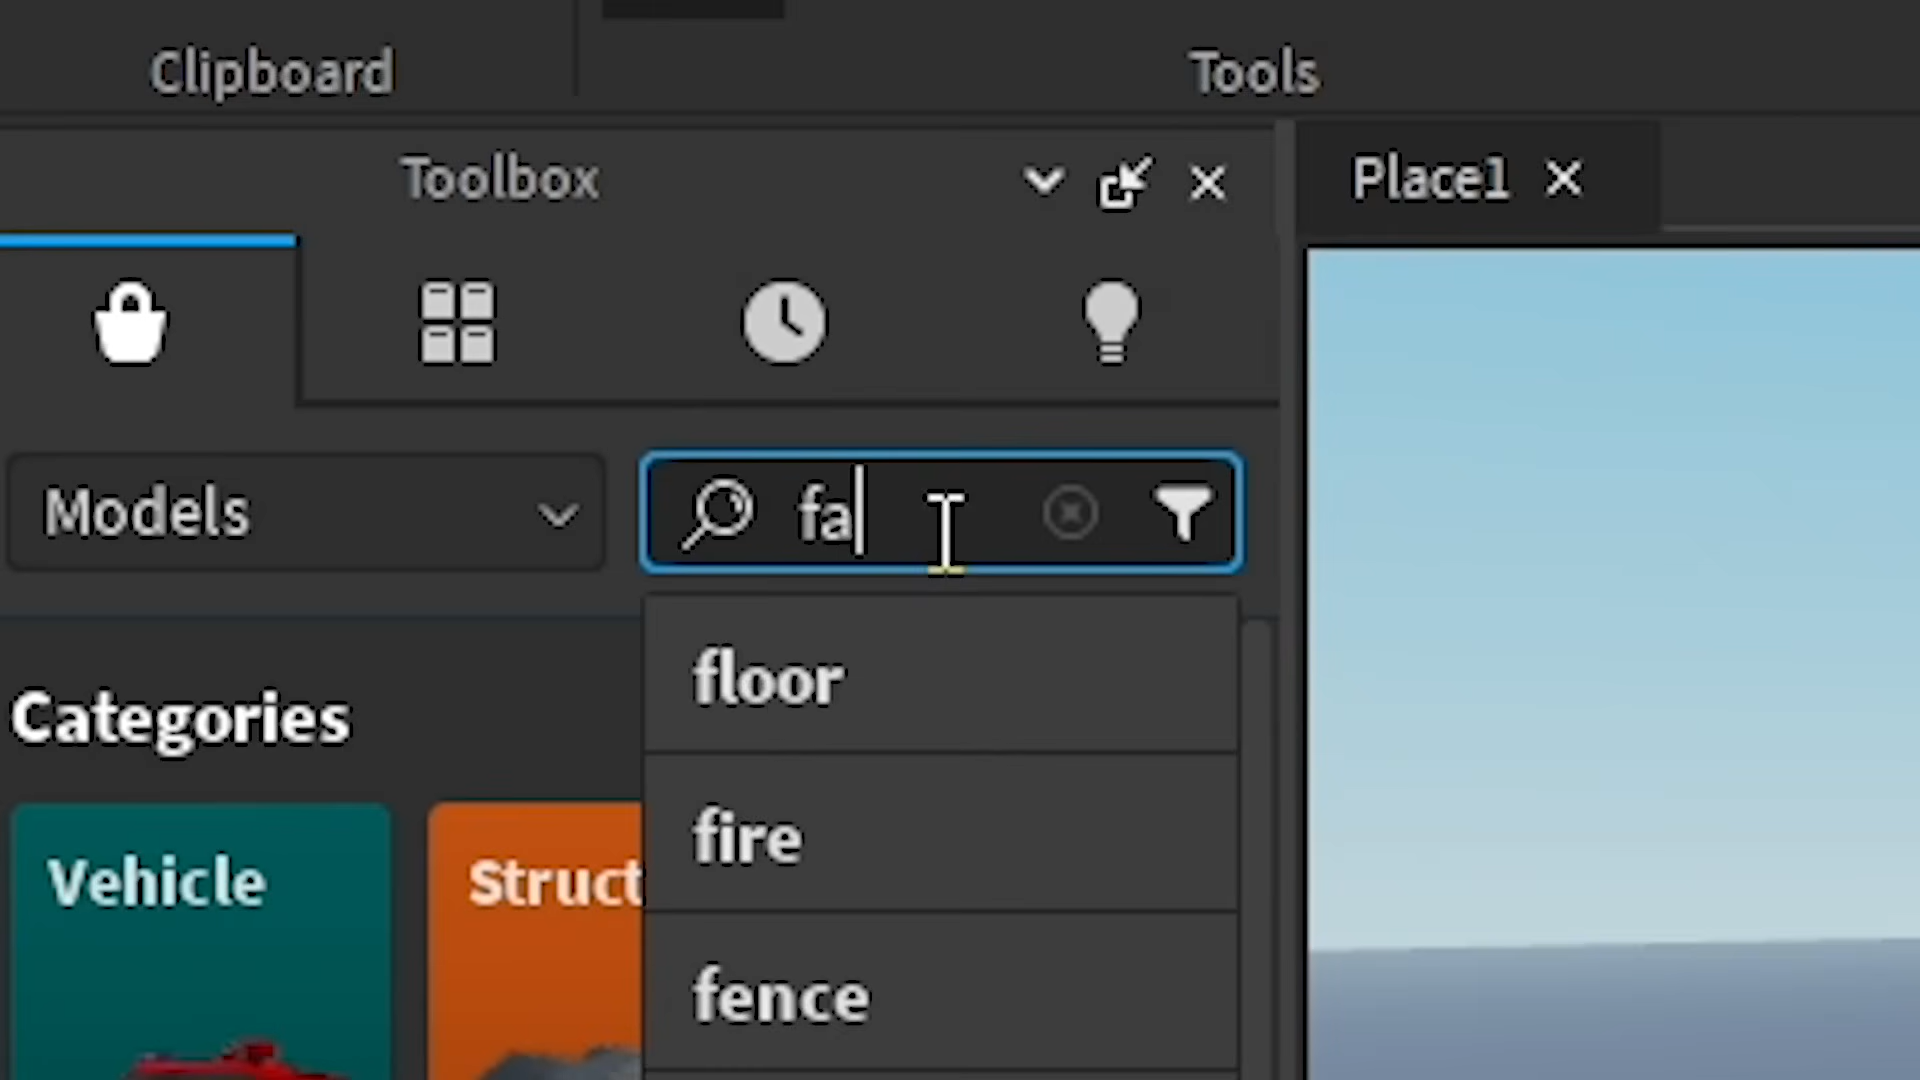 Clipboard
Tools
Toolbox
Place1
Models
fa
floor
Categories
fire
Vehicle
Struct
fence